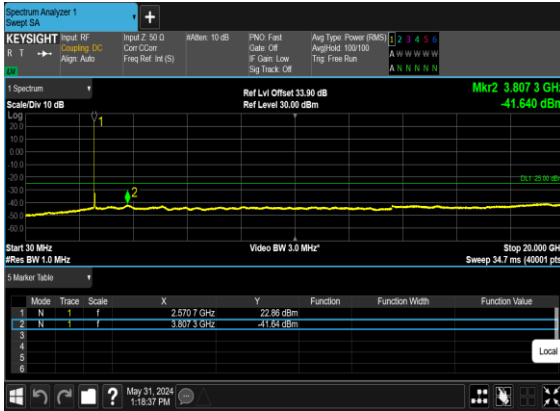 Spectrum Analyzer 1
Swept SA
+
KEYSIGHT Input: RF Input Z: 50 Ω #Atten: 10 dB PNO: Fast Avg Type: Power (RMS) 1 2 3 4 5 6
R T Coupling: DC Corr CCorr Gate: Off Avg|Hold: 100/100 A W W W W W
Align: Auto Freq Ref: Int (S) IF Gain: Low Trig: Free Run
Sig Track: Off A N N N N N
1 Spectrum Ref Lvl Offset 33.90 dB Mkr2 3.807 3 GHz
Scale/Div 10 dB Ref Level 30.00 dBm -41.640 dBm
Log
20.0
10.0
0.00
-10.0
-20.0
-30.0
-40.0
-50.0
-60.0
1
2
Start 30 MHz Video BW 3.0 MHz* Stop 20.000 GH
#Res BW 1.0 MHz Sweep 34.7 ms (40001 pts
5 Marker Table
Mode Trace Scale X Y Function Function Width Function Value
1 N 1 f 2.570 7 GHz 22.86 dBm
2 N 1 f 3.807 3 GHz -41.64 dBm
3
4
5
6
Local
? May 31, 2024
1:18:37 PM